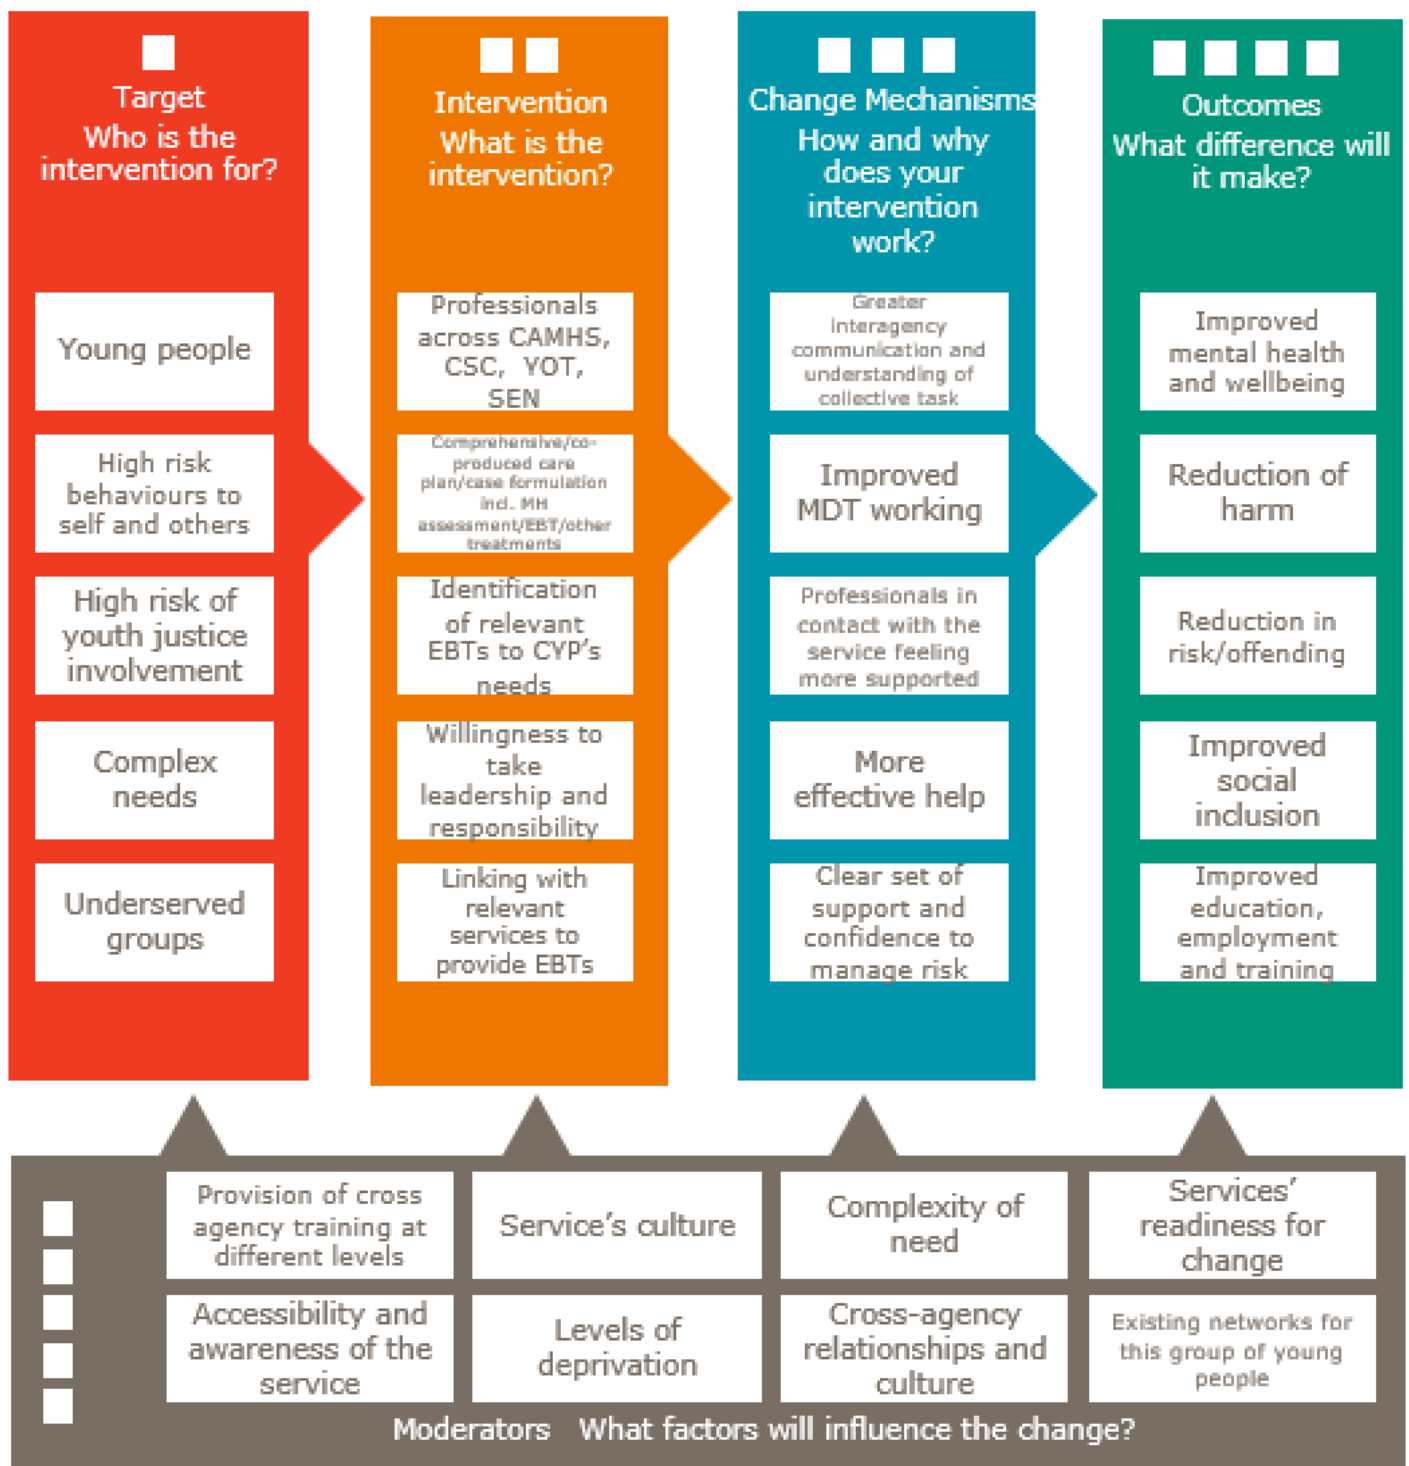 Target
Who is the
intervention for?
Young people
High risk
behaviours to
self and others
High risk of
youth justice
involvement
Complex
needs
Underserved
groups
Intervention
What is the
intervention?
Professionals
across CAMHS,
CSC, YOT,
SEN
Comprehensive/co-
produced care
plan/case formulation
incl. MH
assessment/EBT/other
treatments
Identification
of relevant
EBTs to CYP's
needs
Willingness to
take
leadership and
responsibility
Linking with
relevant
services to
provide EBTs
Change Mechanisms
How and why
does your
intervention
work?
Greater
interagency
communication and
understanding of
collective task
Improved
MDT working
Professionals in
contact with the
service feeling
more supported
More
effective help
Clear set of
support and
confidence to
manage risk
Outcomes
What difference will
it make?
Improved
mental health
and wellbeing
Reduction of
harm
Reduction in
risk/offending
Improved
social
inclusion
Improved
education,
employment
and training
Provision of cross
agency training at
different levels
Service's culture
Complexity of
need
Services'
readiness for
change
Accessibility and
awareness of the
service
Levels of
deprivation
Cross-agency
relationships and
culture
Existing networks for
this group of young
people
Moderators What factors will influence the change?